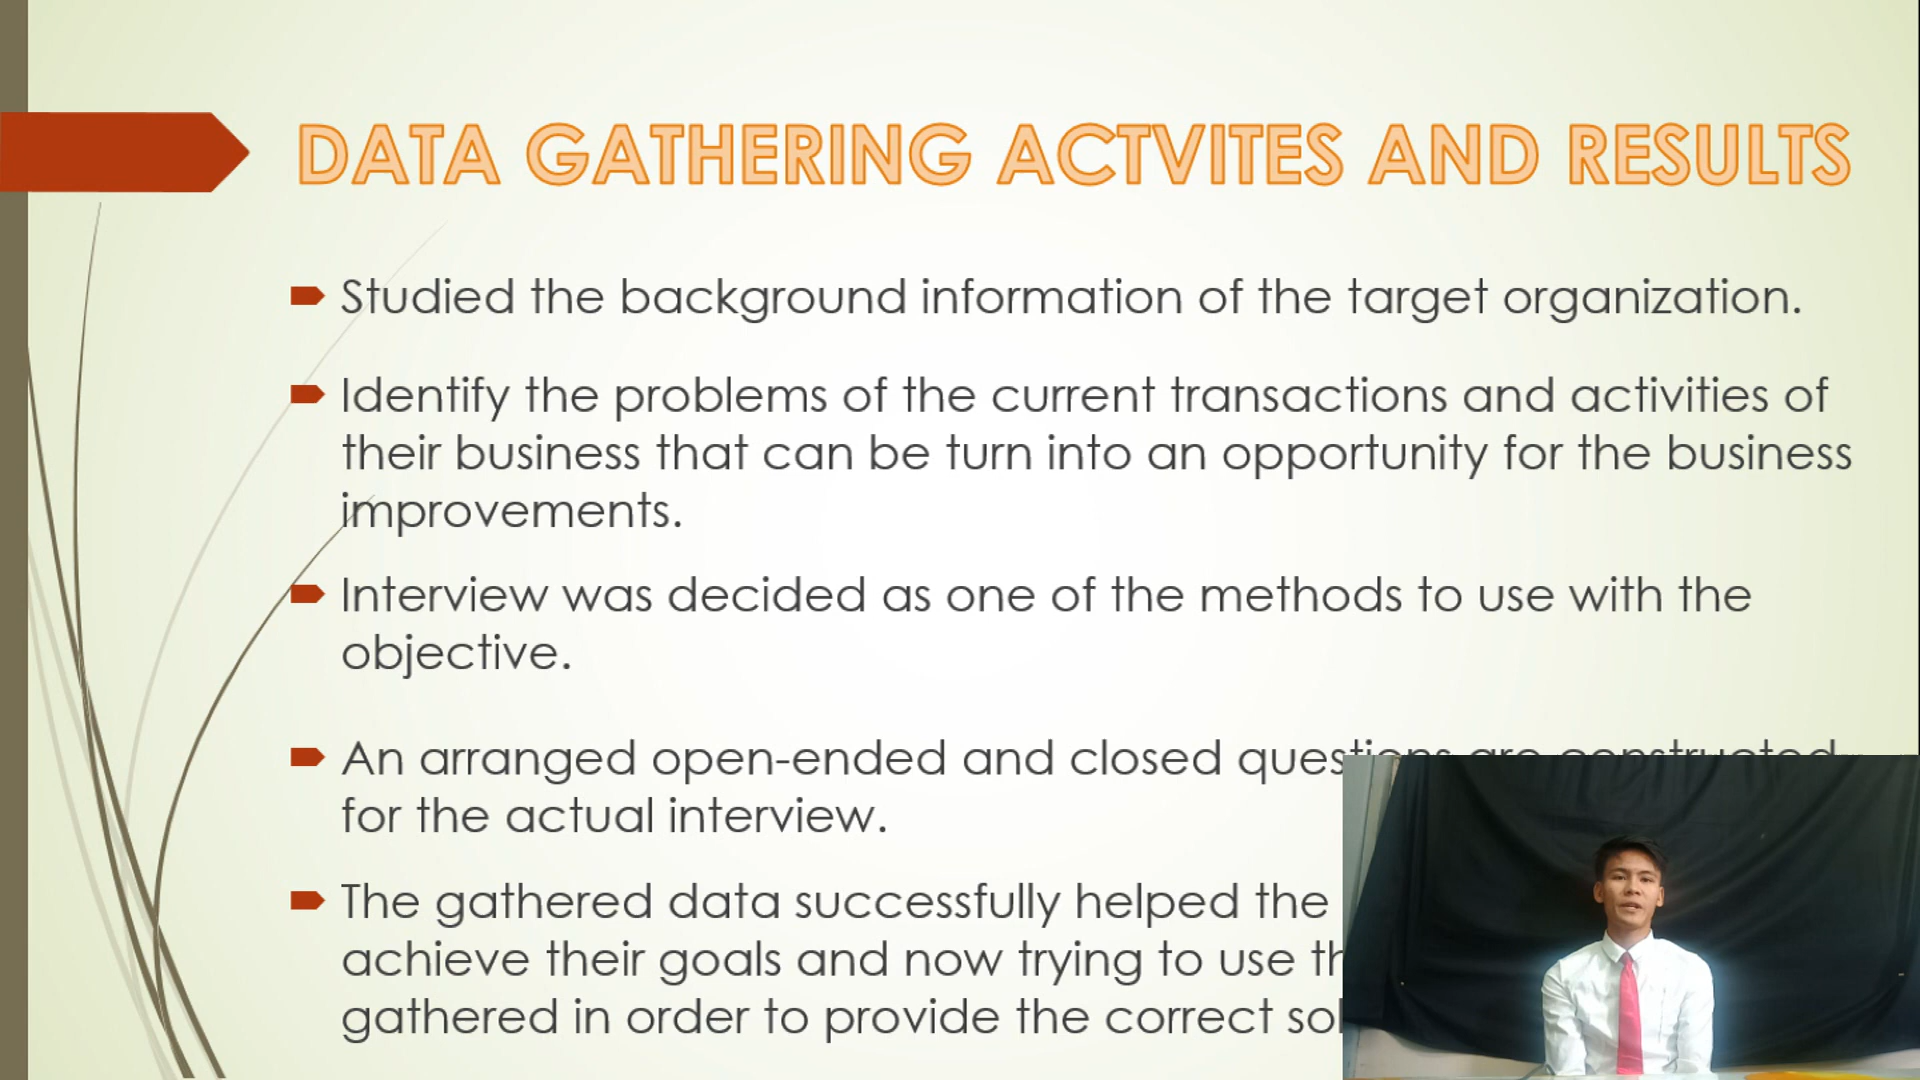 DATA GATHERING ACTVITES AND RESULTS
Studied the background information of the target organization.
Identify the problems of the current transactions and activities of
their business that can be turn into an opportunity for the business
improvements.
Interview was decided as one of the methods to use with the
objective.
An arranged open-ended and closed questions are constructed
for the actual interview.
The gathered data successfully helped the
achieve their goals and now trying to use
gathered in order to provide the correct